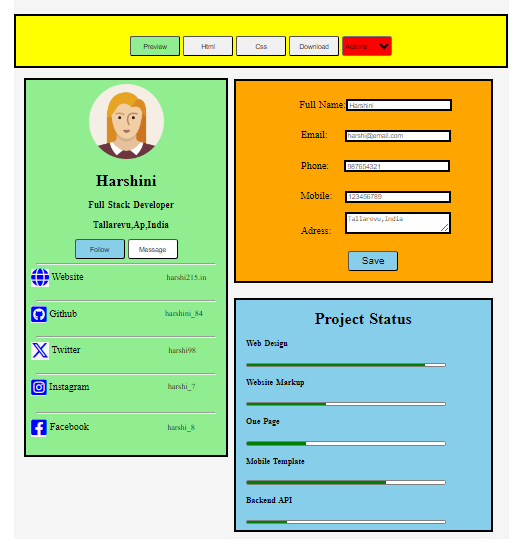 Preview Html Css Download Actions
Harshini
Full Stack Developer
Tallarevu,Ap,India
Follow Message
Website harshi215.in
Github harshini_84
Twitter harshi98
Instagram harshi_7
Facebook harshi_8
Full Name: Harshini
Email: harshi@email.com
Phone: 987654321
Mobile: 123456789
Adress: Tallarevu,India
Save
Project Status
Web Design
Website Markup
One Page
Mobile Template
Backend API